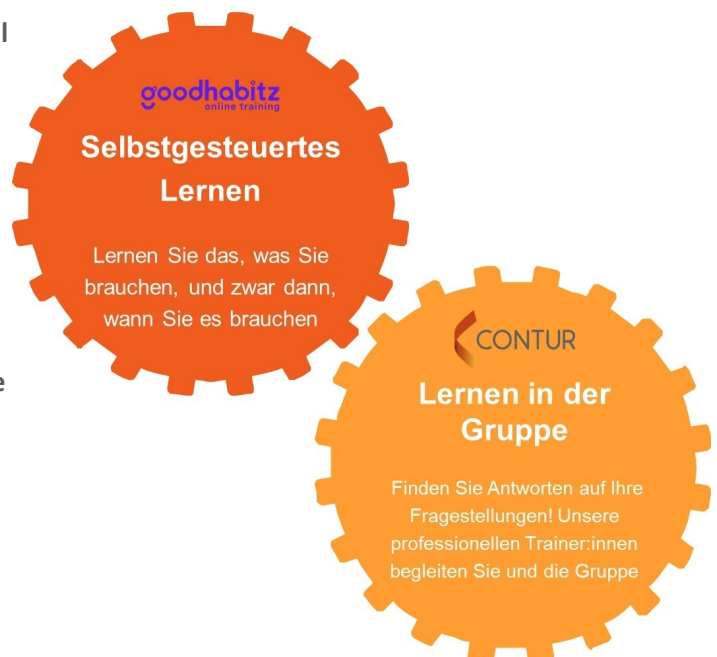 l
goodhabitz
online training
Selbstgesteuertes
Lernen
Lernen Sie das, was Sie
brauchen, und zwar dann,
wann Sie es brauchen
e
CONTUR
Lernen in der
Gruppe
Finden Sie Antworten auf Ihre
Fragestellungen! Unsere
professionellen Trainer:innen
begleiten Sie und die Gruppe